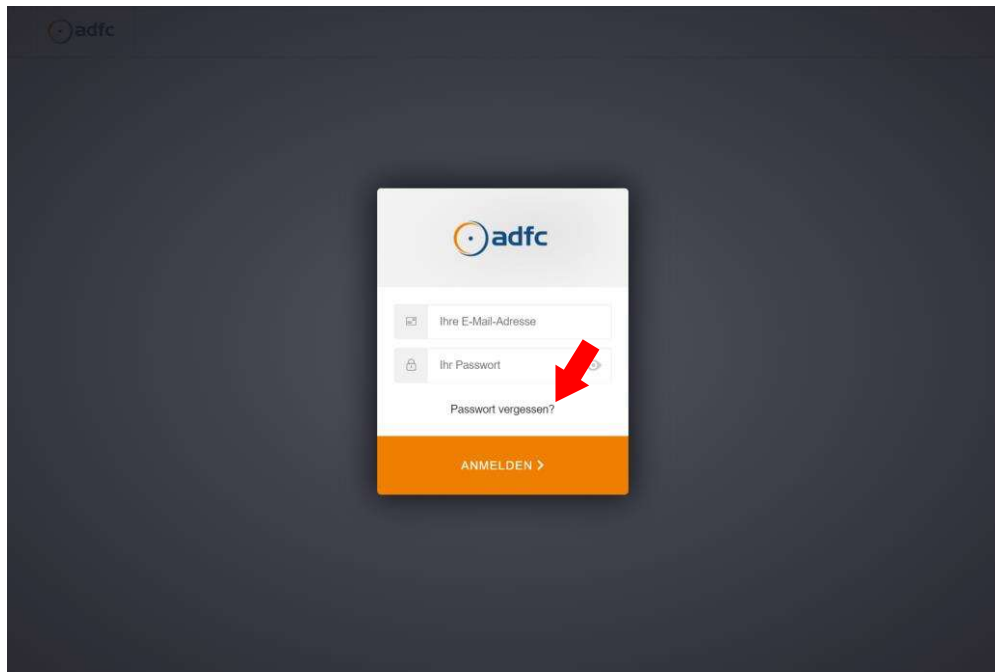 adfc
adfc
Ihre E-Mail-Adresse
Ihr Passwort
Passwort vergessen?
ANMELDEN >